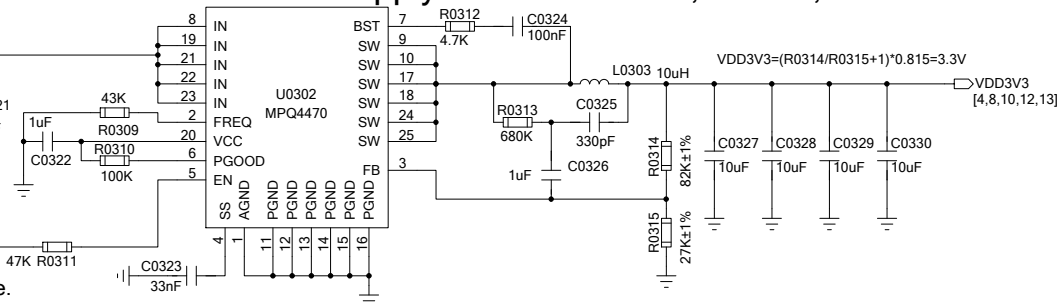 R0312
4.7K
C0324
100nF
8 IN BST 7
19 IN SW 9
21 IN SW 10
22 IN SW 17
23 IN SW 18
2 FREQ SW 24
20 VCC SW 25
6 PGOOD
5 EN FB 3
U0302
MPQ4470
SS AGND PGND PGND PGND PGND PGND PGND
4 1 11 12 13 14 15 16
21
43K
R0309
1uF
C0322
R0310
100K
47K R0311
C0323
33nF
e.
L0303 10uH
R0313
680K
C0325
330pF
1uF
C0326
R0314
82K±1%
R0315
27K±1%
VDD3V3=(R0314/R0315+1)*0.815=3.3V
VDD3V3
[4,8,10,12,13]
C0327 C0328 C0329 C0330
10uF 10uF 10uF 10uF